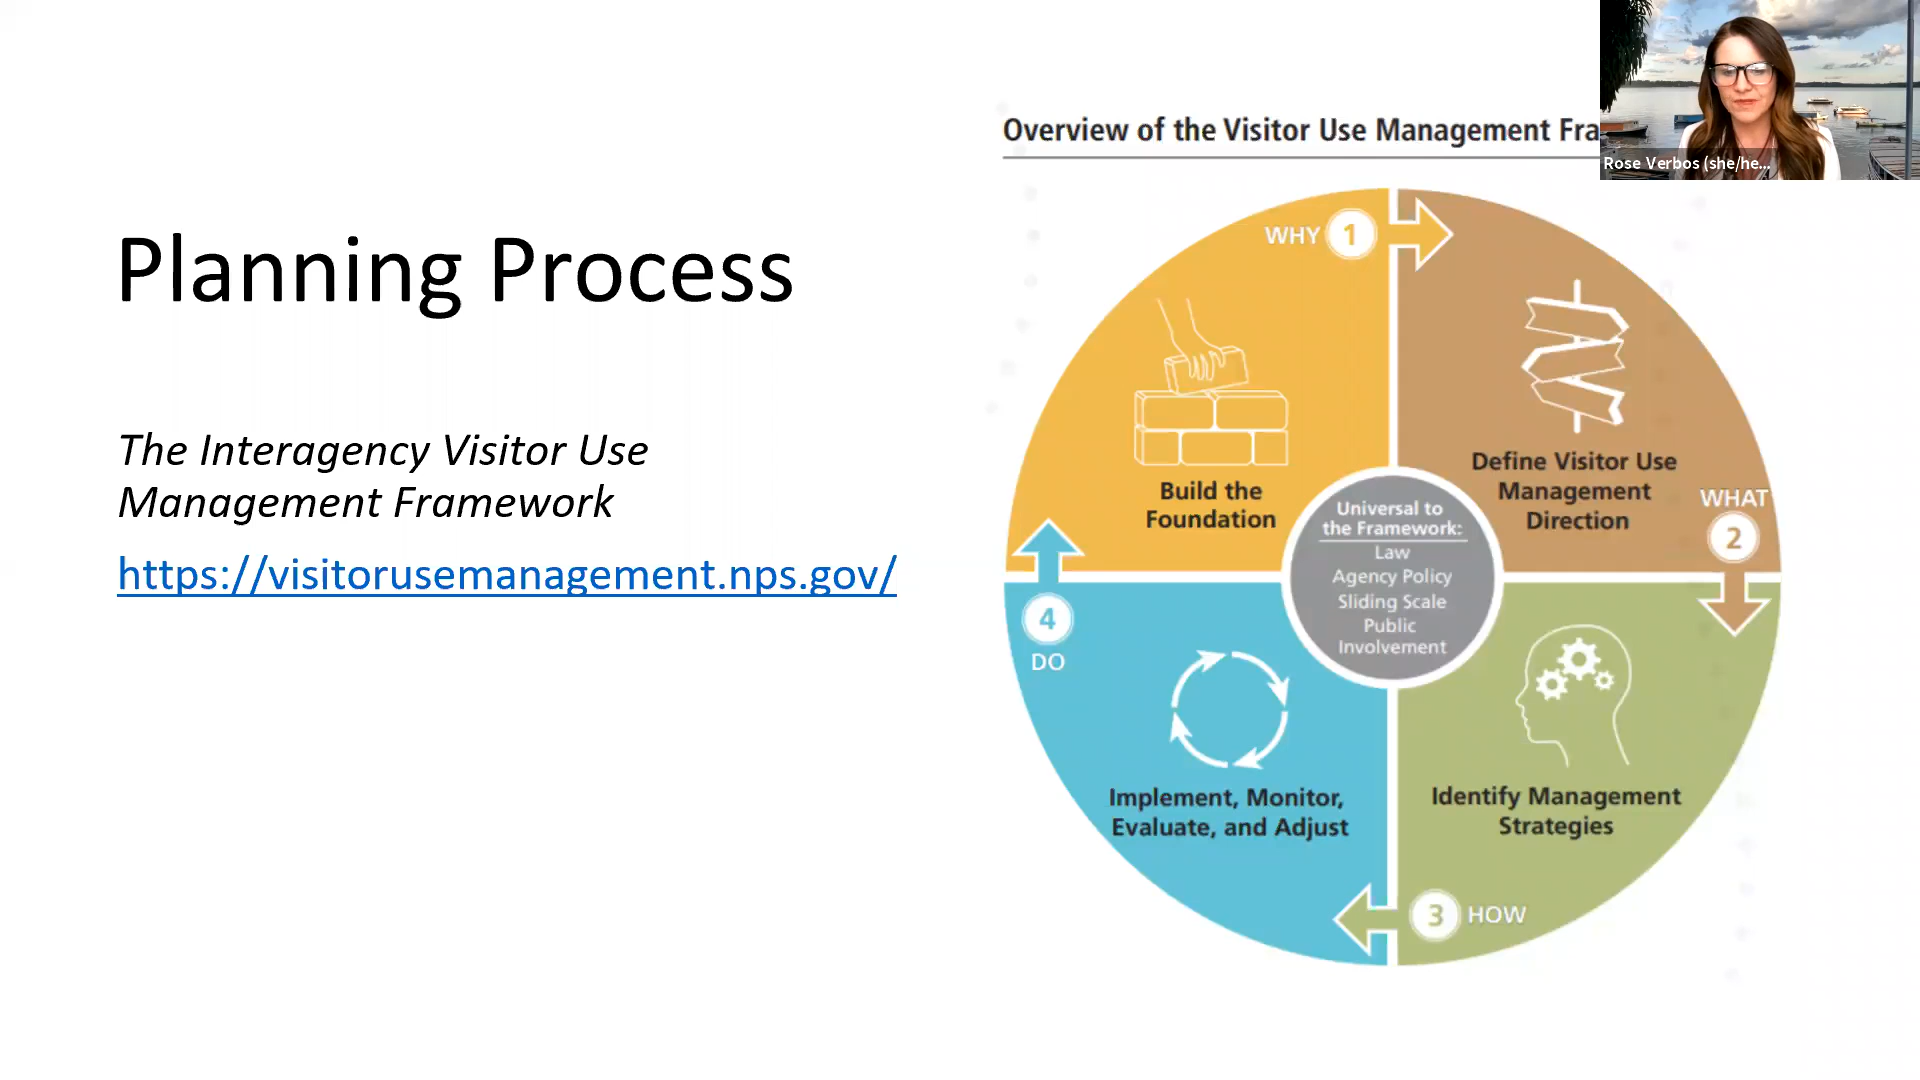 Planning Process
The Interagency Visitor Use
Management Framework
https://visitorusemanagement.nps.gov/
Overview of the Visitor Use Management Fra
Rose Verbos (she/he...
WHY 1
Build the
Foundation
Define Visitor Use
Management
Direction
WHAT
2
Universal to
the Framework:
Law
Agency Policy
Sliding Scale
Public
Involvement
4
DO
Implement, Monitor,
Evaluate, and Adjust
Identify Management
Strategies
3 HOW